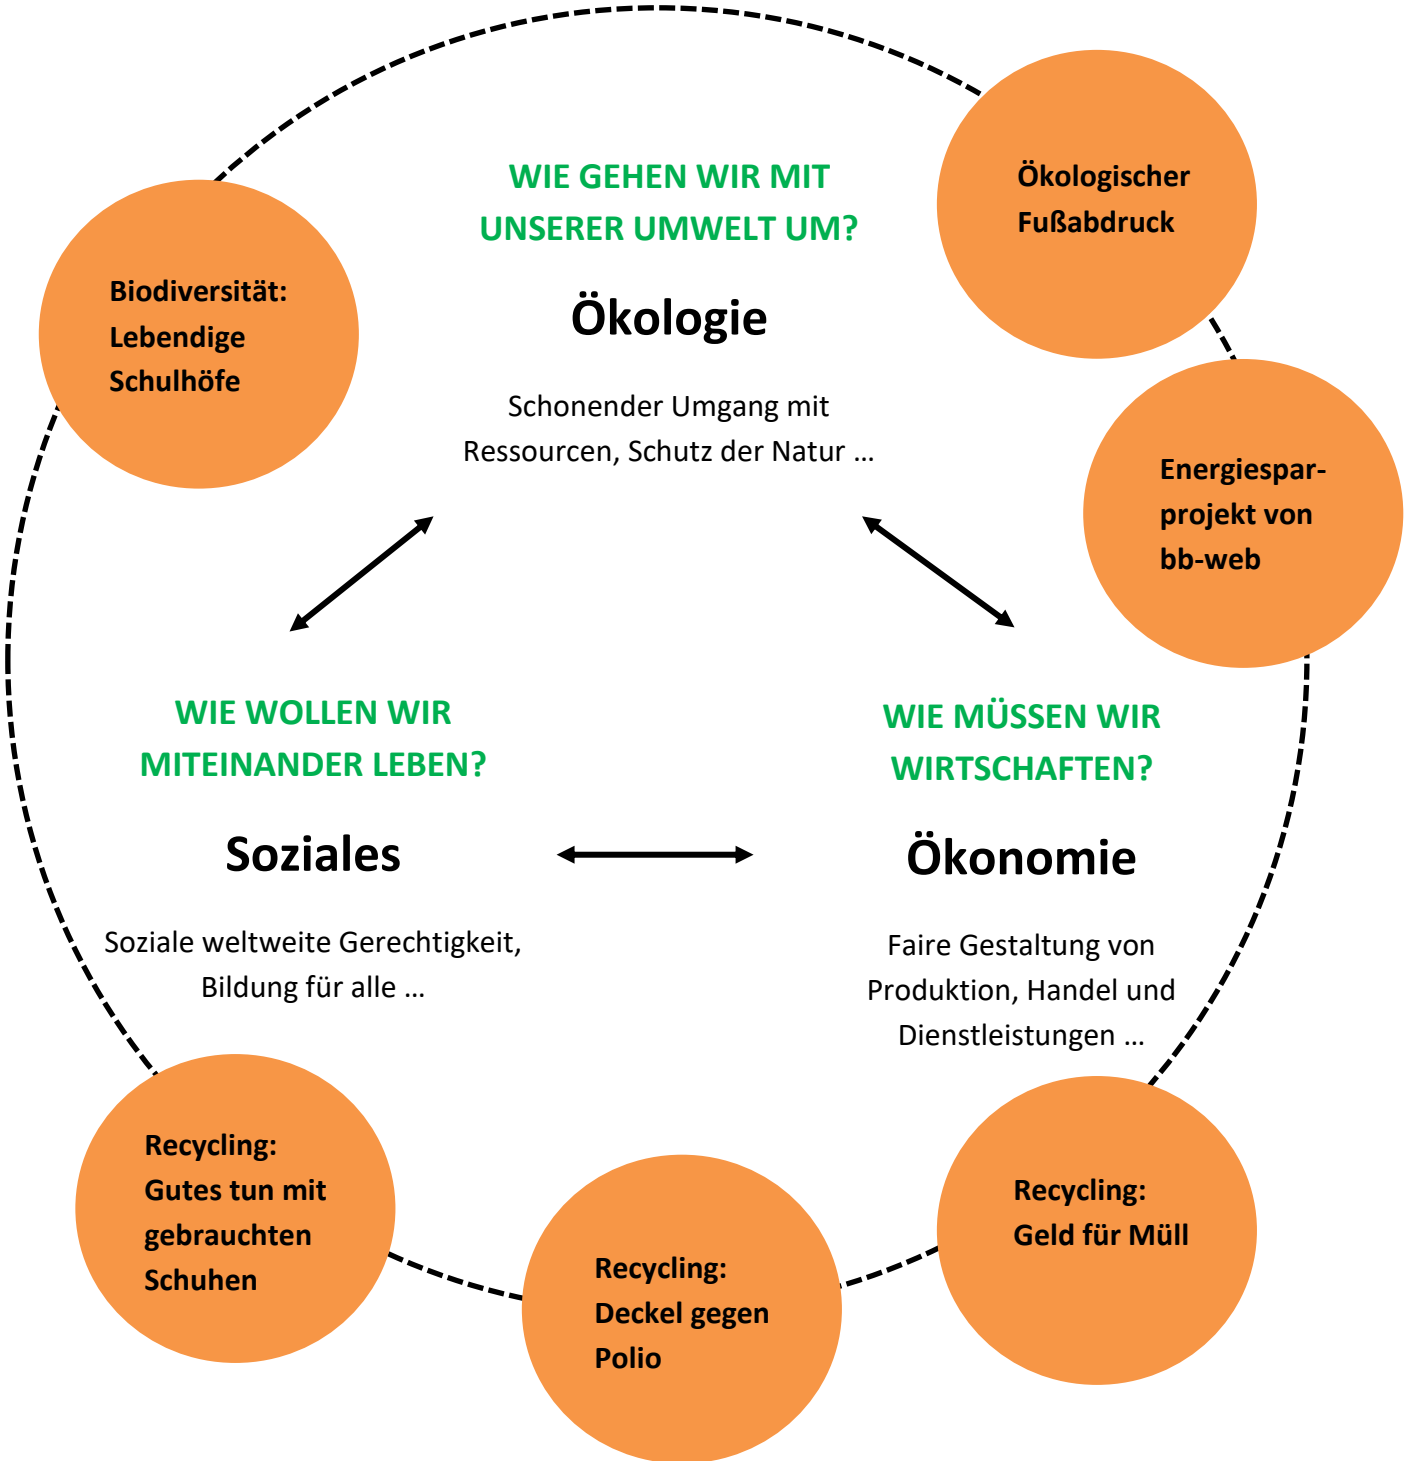 WIE GEHEN WIR MIT
UNSERER UMWELT UM?
Ökologie
Schonender Umgang mit
Ressourcen, Schutz der Natur …
Ökologischer
Fußabdruck
Biodiversität:
Lebendige
Schulhöfe
Energiespar-
projekt von
bb-web
WIE WOLLEN WIR
MITEINANDER LEBEN?
Soziales
Soziale weltweite Gerechtigkeit,
Bildung für alle …
WIE MÜSSEN WIR
WIRTSCHAFTEN?
Ökonomie
Faire Gestaltung von
Produktion, Handel und
Dienstleistungen …
Recycling:
Gutes tun mit
gebrauchten
Schuhen
Recycling:
Deckel gegen
Polio
Recycling:
Geld für Müll